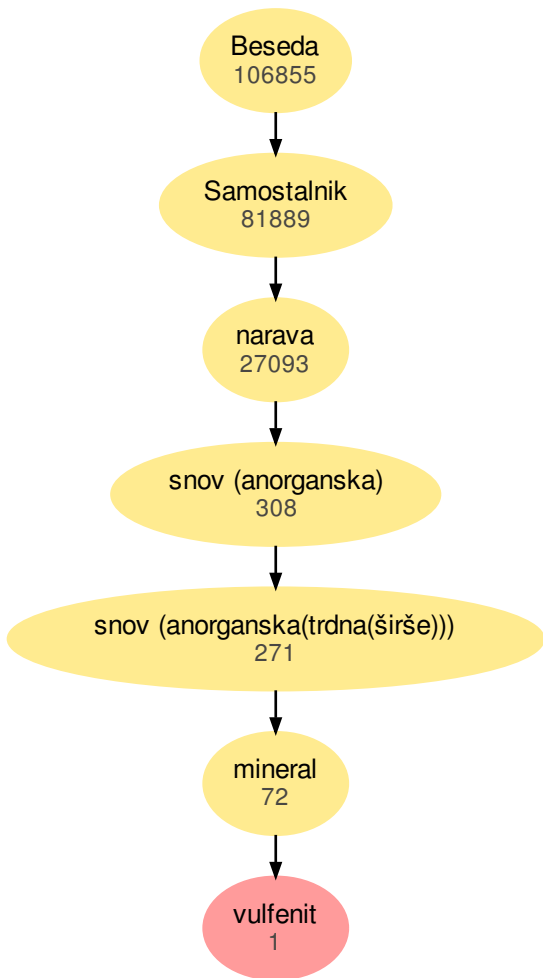 Beseda
106855
Samostalnik
81889
narava
27093
snov (anorganska)
308
snov (anorganska(trdna(širše)))
271
mineral
72
vulfenit
1